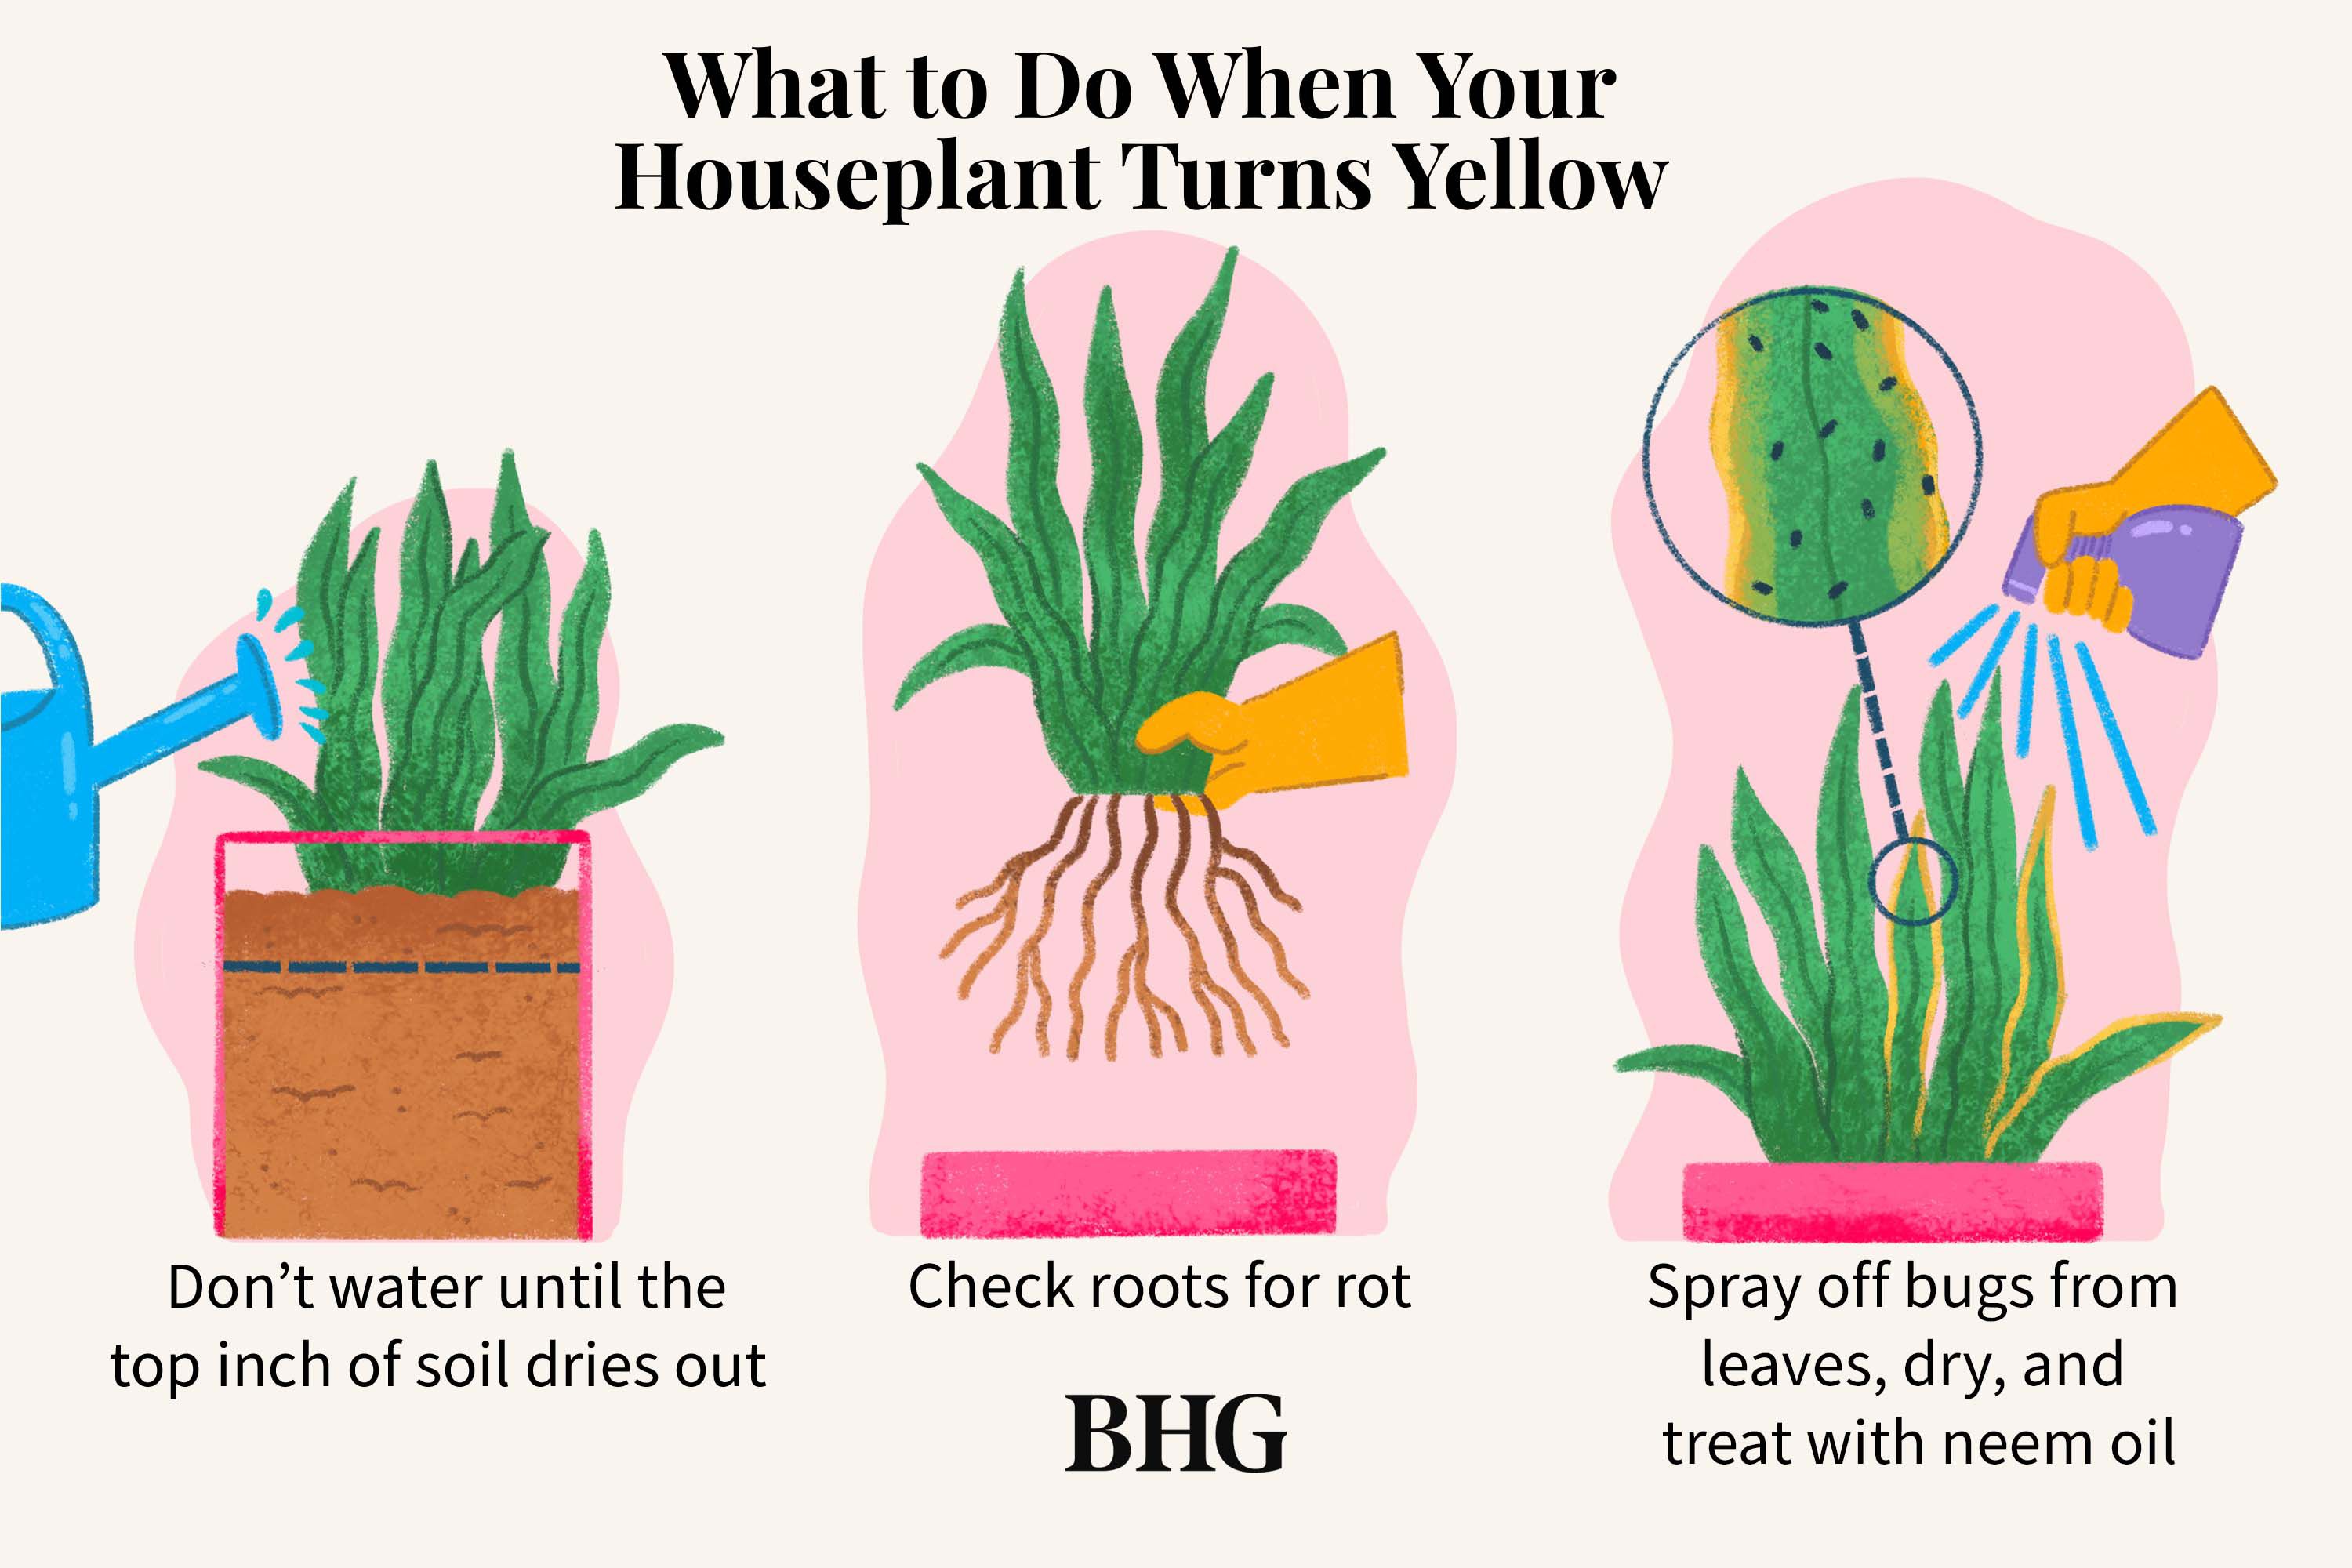 What to Do When Your
Houseplant Turns Yellow
Don’t water until the
top inch of soil dries out
Check roots for rot
Spray off bugs from
leaves, dry, and
treat with neem oil
BHG